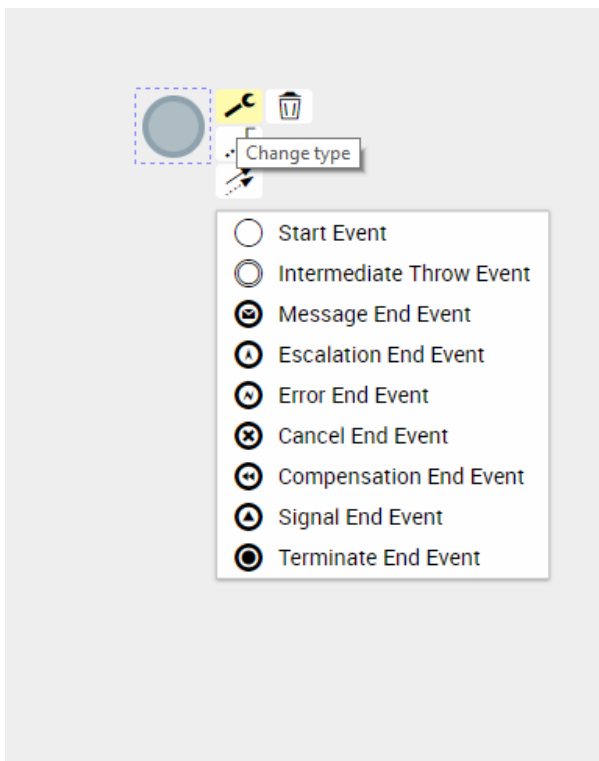 Change type
Start Event
Intermediate Throw Event
Message End Event
Escalation End Event
Error End Event
Cancel End Event
Compensation End Event
Signal End Event
Terminate End Event